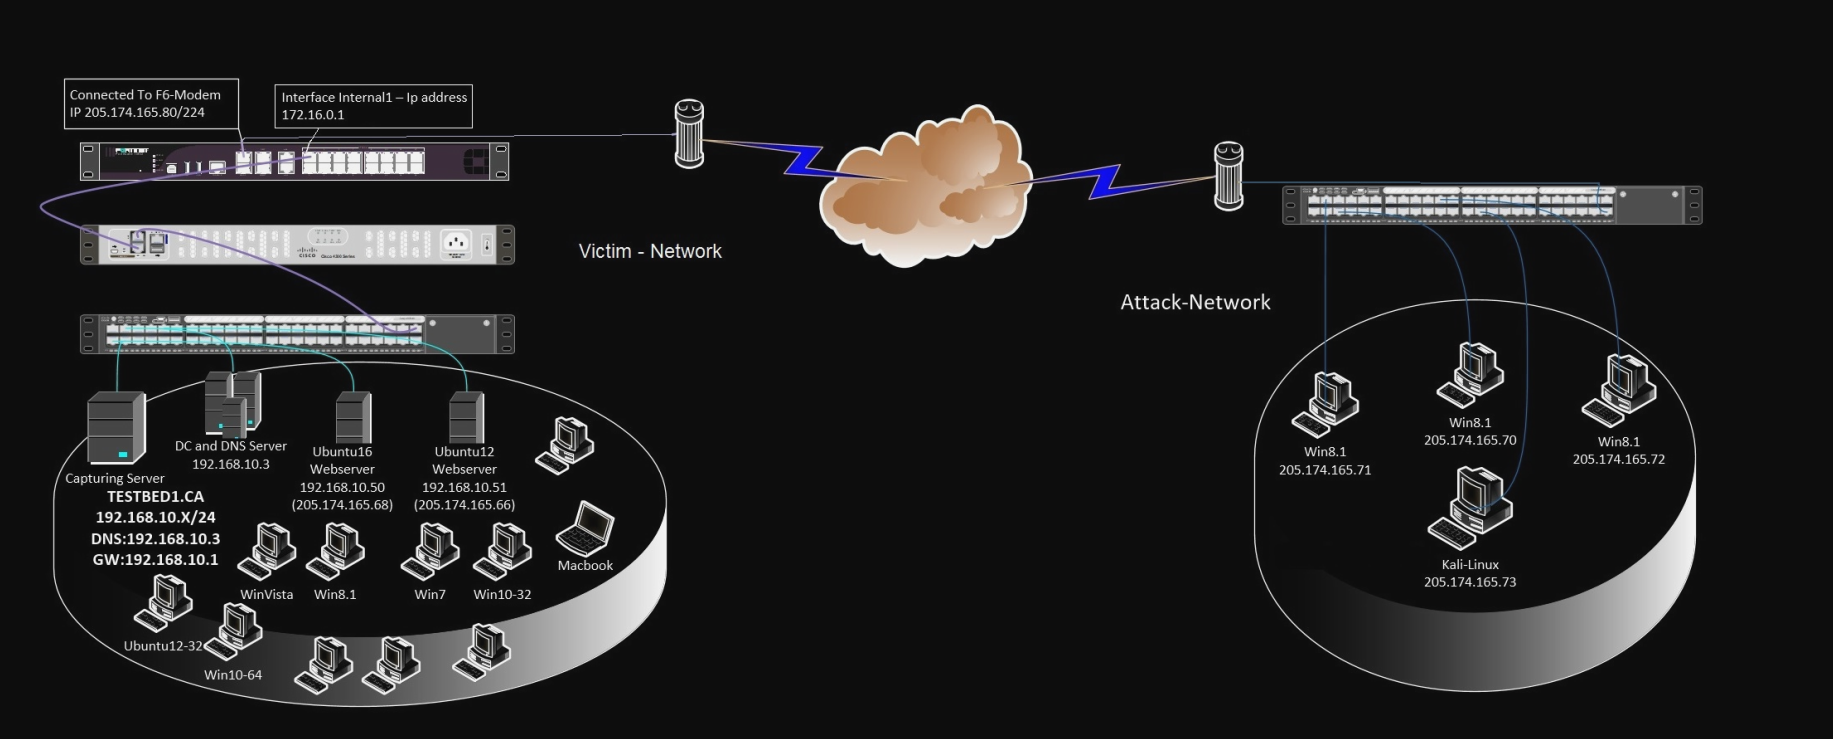 Connected To F6-Modem
IP 205.174.165.80/224
Interface Internal1 – Ip address
172.16.0.1
CISCO
Victim - Network
Attack-Network
Capturing Server
TESTBED1.CA
192.168.10.X/24
DNS:192.168.10.3
GW:192.168.10.1
DC and DNS Server
192.168.10.3
Ubuntu16
Webserver
192.168.10.50
(205.174.165.68)
Ubuntu12
Webserver
192.168.10.51
(205.174.165.66)
WinVista
Win8.1
Win7
Win10-32
Macbook
Ubuntu12-32
Win10-64
Win8.1
205.174.165.71
Win8.1
205.174.165.70
Win8.1
205.174.165.72
Kali-Linux
205.174.165.73